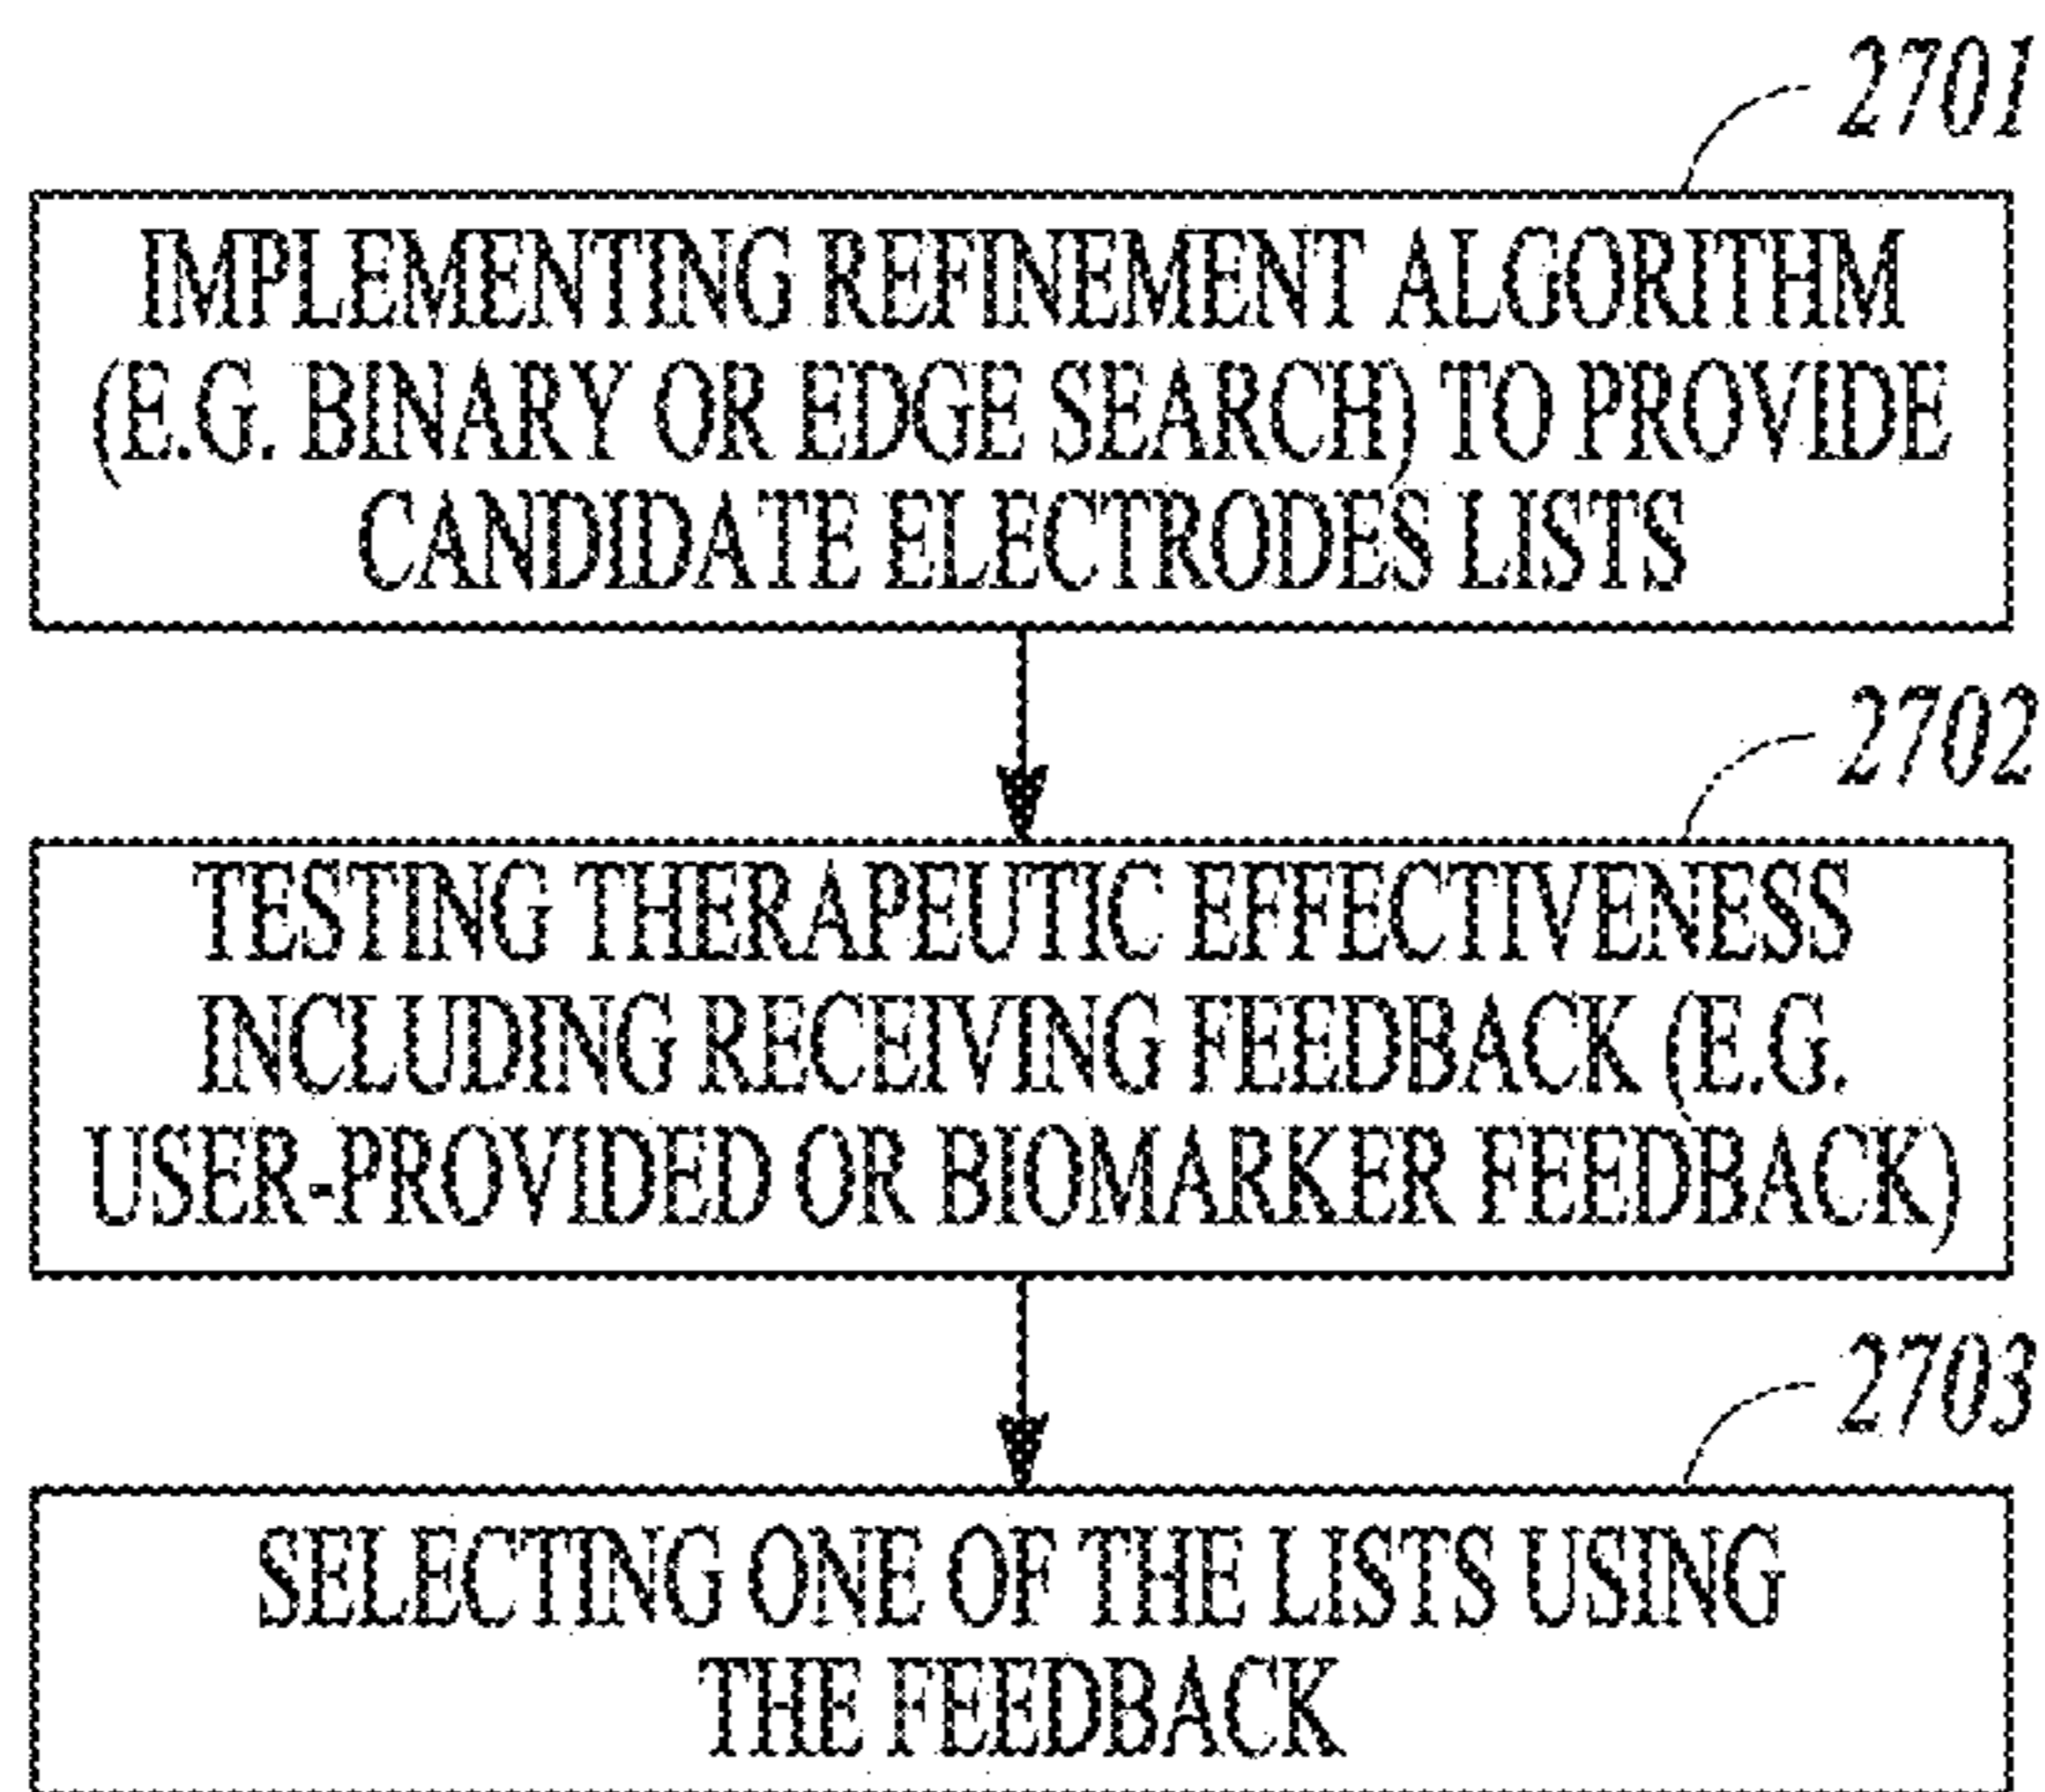 2701
IMPLEMENTING REFINEMENT ALGORITHM
(E.G. BINARY OR EDGE SEARCH) TO PROVIDE
CANDIDATE ELECTRODES LISTS
2702
TESTING THERAPEUTIC EFFECTIVENESS
INCLUDING RECEIVING FEEDBACK (E.G.
USER-PROVIDED OR BIOMARKER FEEDBACK)
2703
SELECTING ONE OF THE LISTS USING
THE FEEDBACK